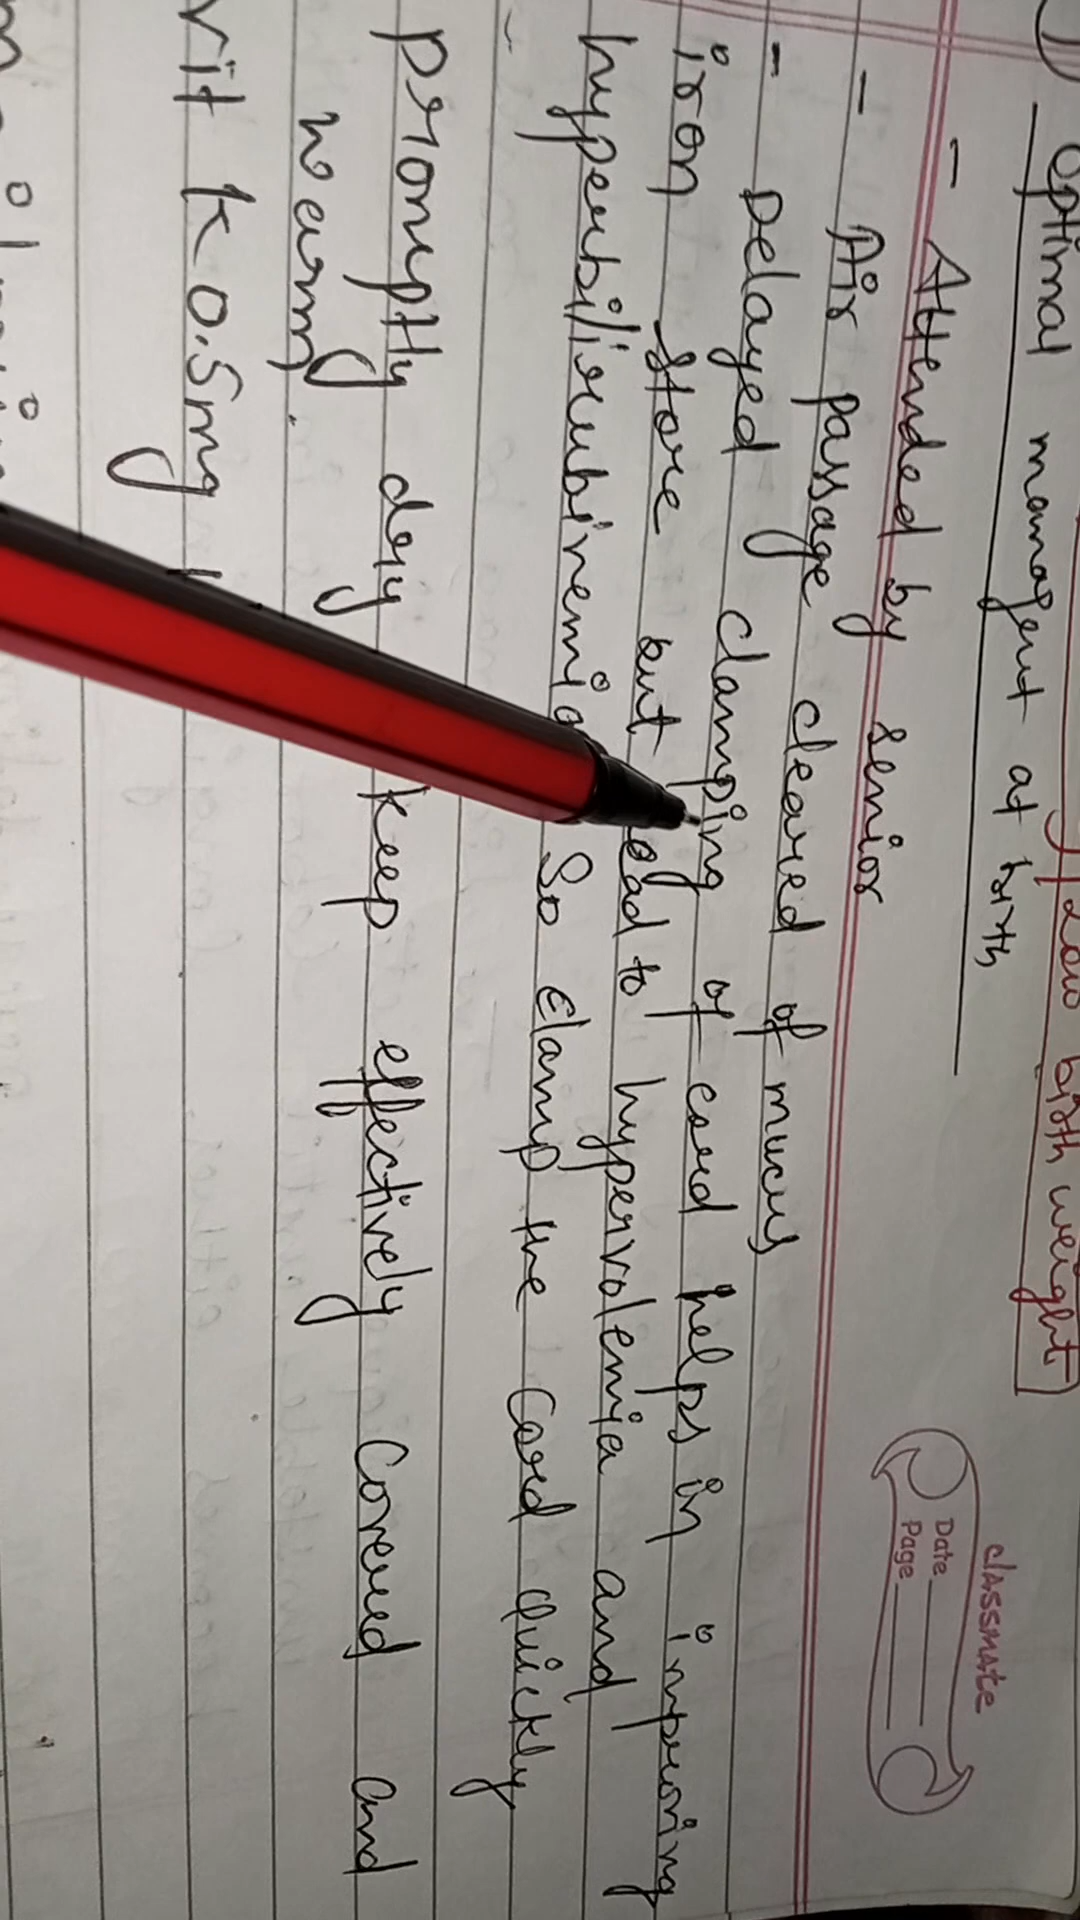 Low birth weight
classmate
Date
Page
Optimal managent at birth
- Attended by senior
- Air passage cleared of mucus
- Delayed clamping of cord helps in improving
iron store but lead to hypervolemia and
hyperbilirubinemia So clamp the cord quickly
- Promptly dry keep effectively covered and
warm.
vit K 0.5mg